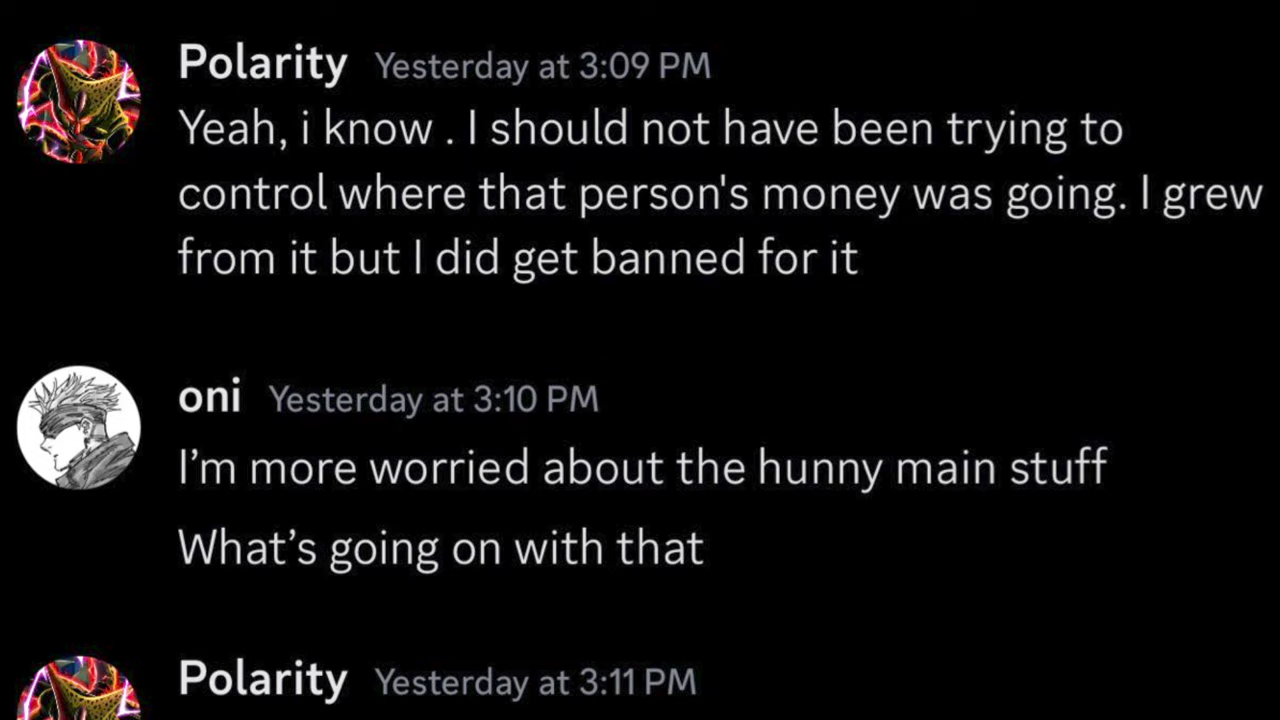 Polarity Yesterday at 3:09 PM
Yeah, i know . I should not have been trying to
control where that person's money was going. I grew
from it but I did get banned for it
oni Yesterday at 3:10 PM
I’m more worried about the hunny main stuff
What’s going on with that
Polarity Yesterday at 3:11 PM